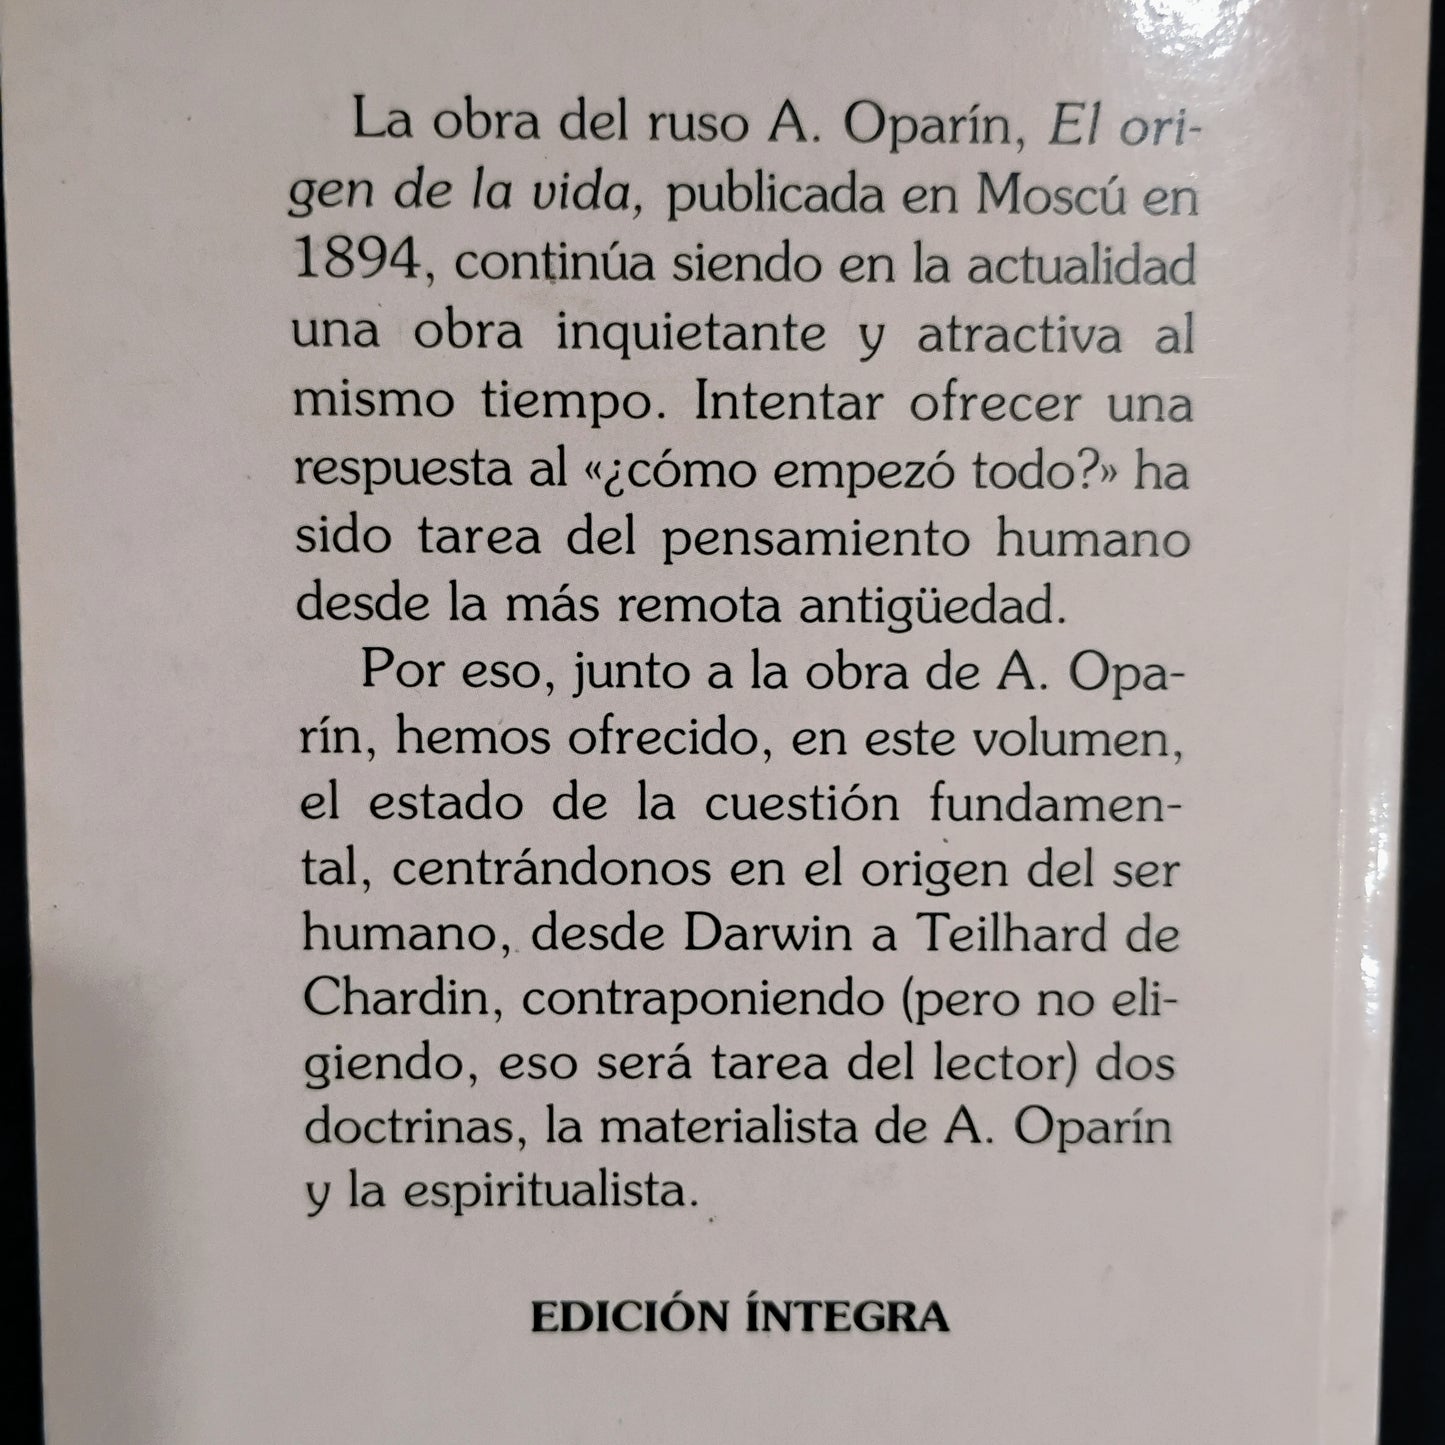 La obra del ruso A. Oparín, El ori-
gen de la vida, publicada en Moscú en
1894, continúa siendo en la actualidad
una obra inquietante y atractiva al
mismo tiempo. Intentar ofrecer una
respuesta al «¿cómo empezó todo?» ha
sido tarea del pensamiento humano
desde la más remota antigüedad.
Por eso, junto a la obra de A. Opa-
rín, hemos ofrecido, en este volumen,
el estado de la cuestión fundamen-
tal, centrándonos en el origen del ser
humano, desde Darwin a Teilhard de
Chardin, contraponiendo (pero no eli-
giendo, eso será tarea del lector) dos
doctrinas, la materialista de A. Oparín
y la espiritualista.
EDICIÓN ÍNTEGRA